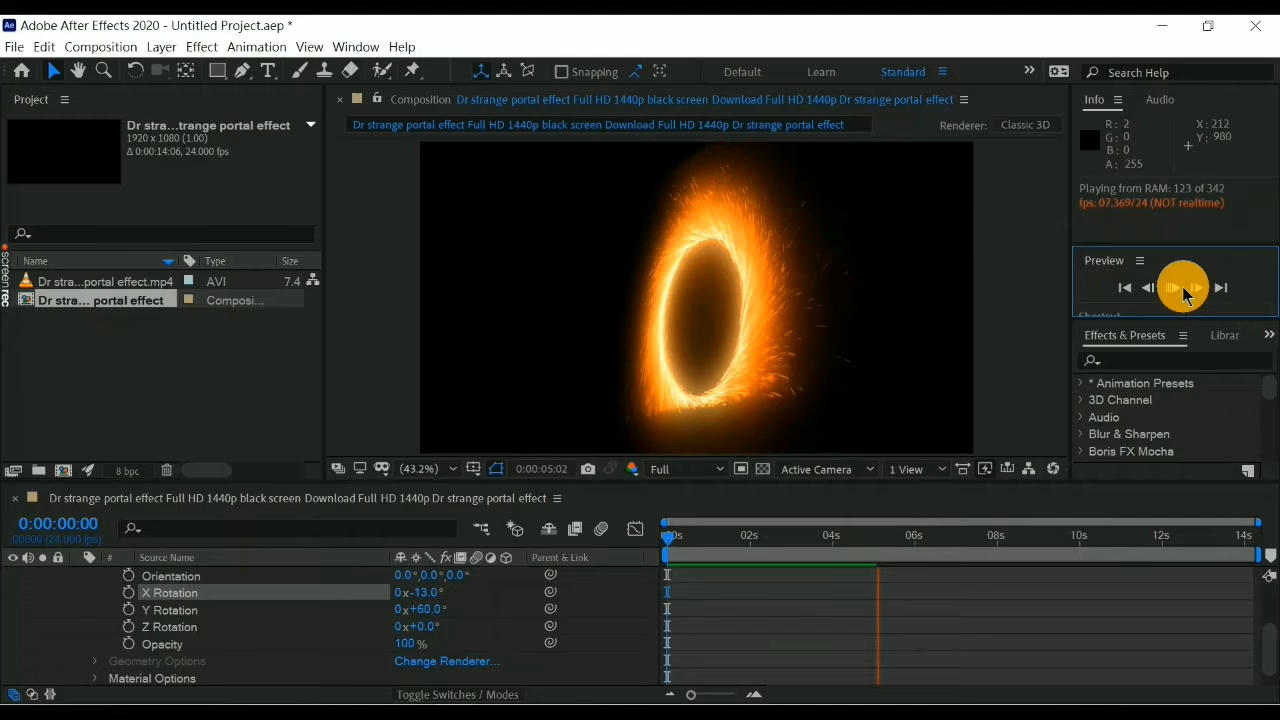 Ae Adobe After Effects 2020 - Untitled Project.aep *
File Edit Composition Layer Effect Animation View Window Help
Snapping Default Learn Standard Search Help
Project
Composition Dr strange portal effect Full HD 1440p black screen Download Full HD 1440p Dr strange portal effect
Info Audio
Dr strange portal effect Full HD 1440p black screen Download Full HD 1440p Dr strange portal effect
Renderer: Classic 3D
Dr stra...trange portal effect
1920 x 1080 (1.00)
Δ 0:00:14:06, 24.000 fps
R: 2
G: 0
B: 0
A: 255
X: 212
Y: 980
Playing from RAM: 123 of 342
fps: 07.369/24 (NOT realtime)
Name Type Size
Dr stra...portal effect.mp4 AVI 7.4
Dr stra... portal effect Composi...
screenrec
Preview
Shortcut
Effects & Presets Librar
* Animation Presets
3D Channel
Audio
Blur & Sharpen
Boris FX Mocha
8 bpc
(43.2%) 0:00:05:02 Full Active Camera 1 View
Dr strange portal effect Full HD 1440p black screen Download Full HD 1440p Dr strange portal effect
0:00:00:00
00000 (24.000 fps)
00s 02s 04s 06s 08s 10s 12s 14s
# Source Name fx Parent & Link
Orientation 0.0°,0.0°,0.0°
X Rotation 0x-13.0°
Y Rotation 0x+60.0°
Z Rotation 0x+0.0°
Opacity 100%
Geometry Options Change Renderer...
Material Options
Toggle Switches / Modes